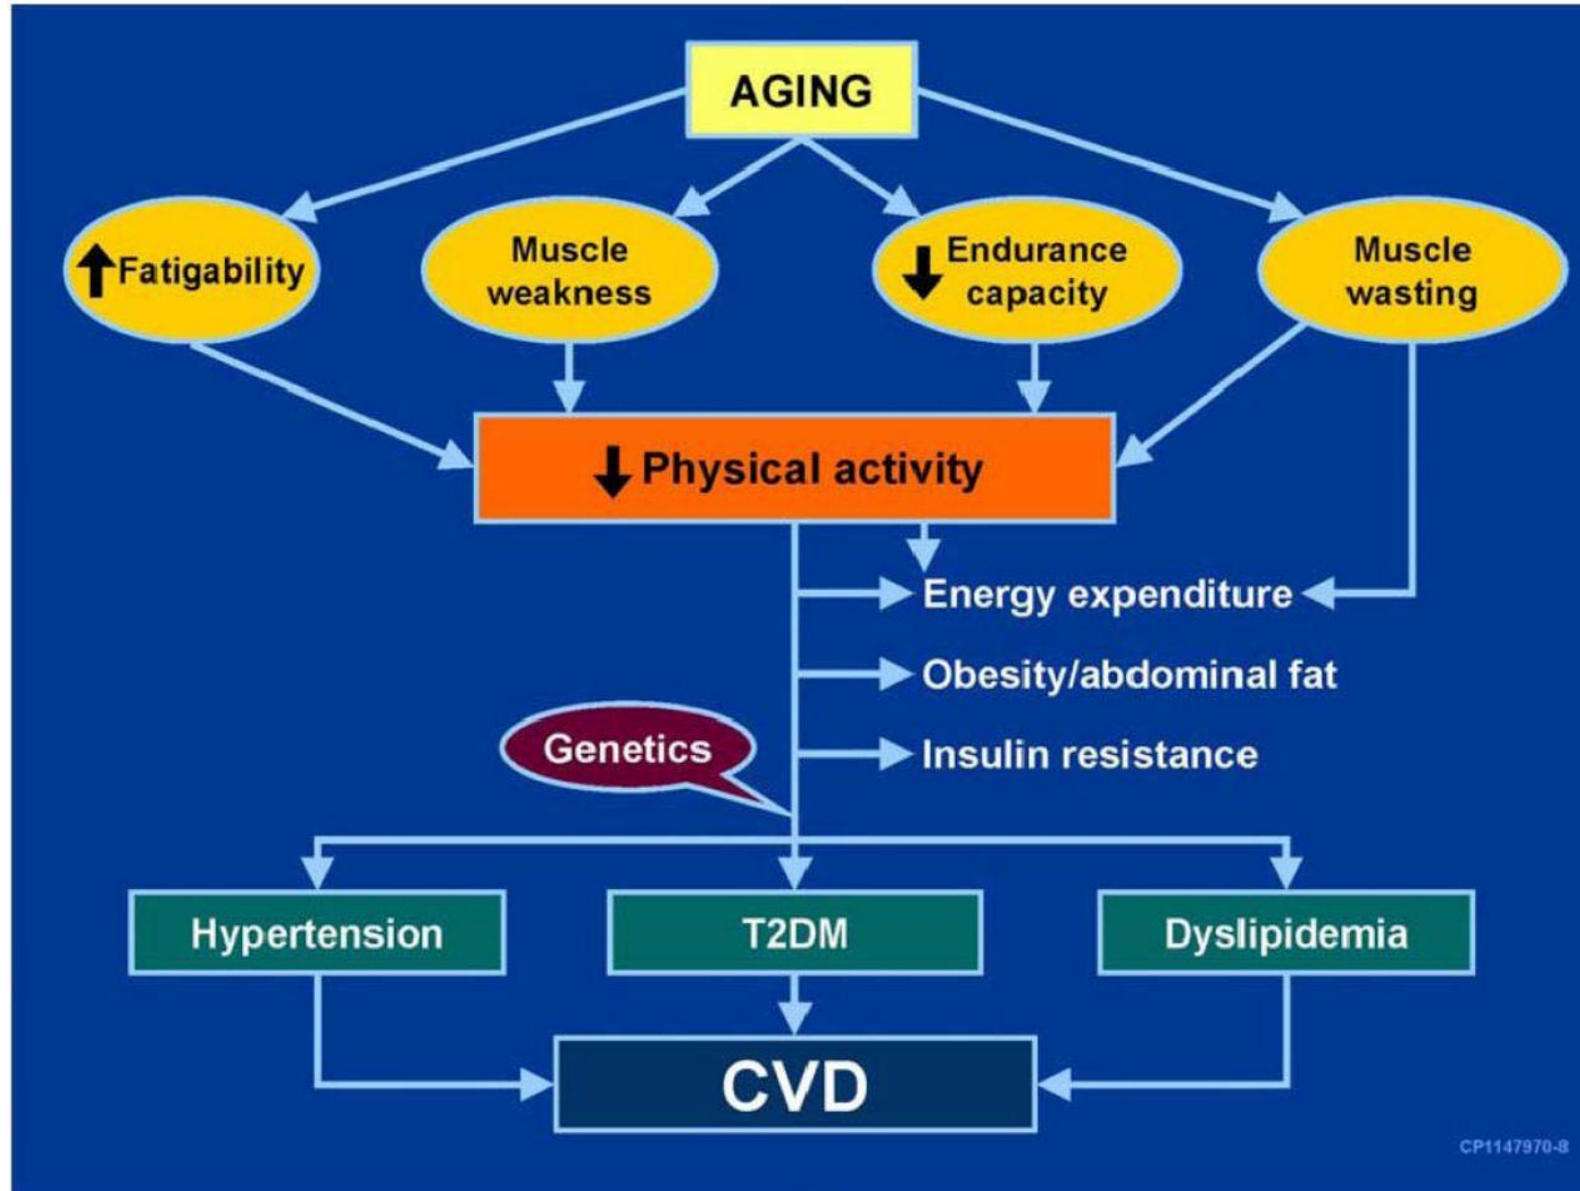 AGING
Fatigability
Muscle
weakness
Endurance
capacity
Muscle
wasting
Physical activity
Energy expenditure
Obesity/abdominal fat
Insulin resistance
Genetics
Hypertension
T2DM
Dyslipidemia
CVD
CP1147970-8